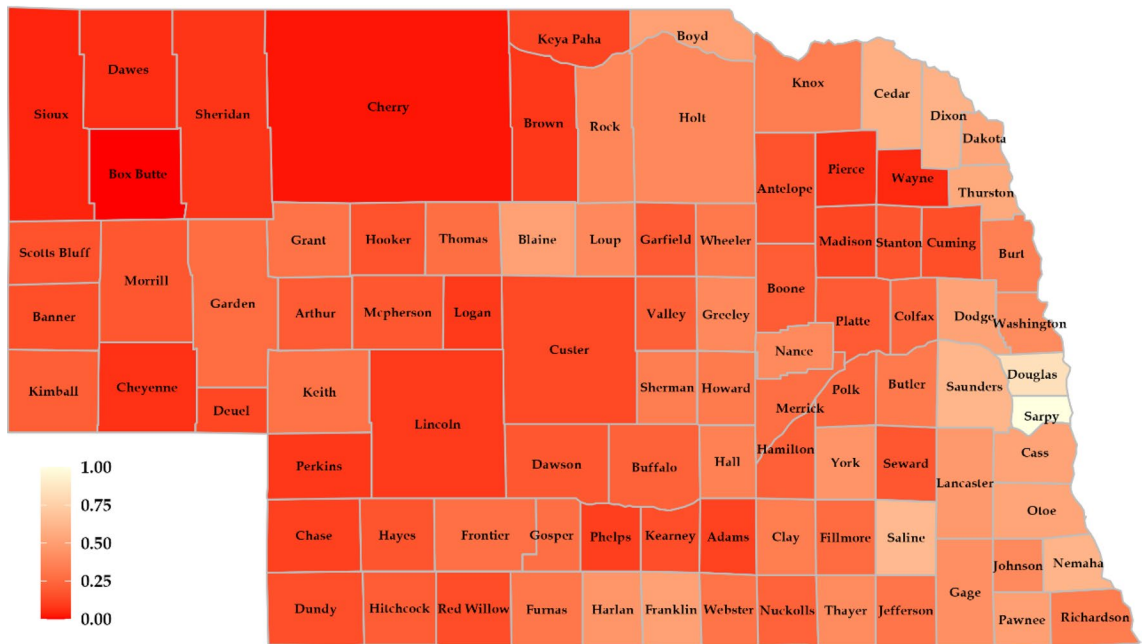 Keya Paha
Boyd
Dawes
Knox
Cedar
Sioux
Sheridan
Cherry
Brown
Rock
Holt
Dixon
Dakota
Box Butte
Antelope
Pierce
Wayne
Thurston
Scotts Bluff
Grant
Hooker
Thomas
Blaine
Loup
Garfield
Wheeler
Madison
Stanton
Cuming
Burt
Morrill
Garden
Boone
Banner
Arthur
Mcpherson
Logan
Valley
Greeley
Platte
Colfax
Dodge
Washington
Custer
Nance
Kimball
Cheyenne
Deuel
Keith
Sherman
Howard
Merrick
Polk
Butler
Saunders
Douglas
Sarpy
Lincoln
Perkins
Dawson
Buffalo
Hall
Hamilton
York
Seward
Lancaster
Cass
Otoe
Chase
Hayes
Frontier
Gosper
Phelps
Kearney
Adams
Clay
Fillmore
Saline
Johnson
Nemaha
Dundy
Hitchcock
Red Willow
Furnas
Harlan
Franklin
Webster
Nuckolls
Thayer
Jefferson
Gage
Pawnee
Richardson
1.00
0.75
0.50
0.25
0.00